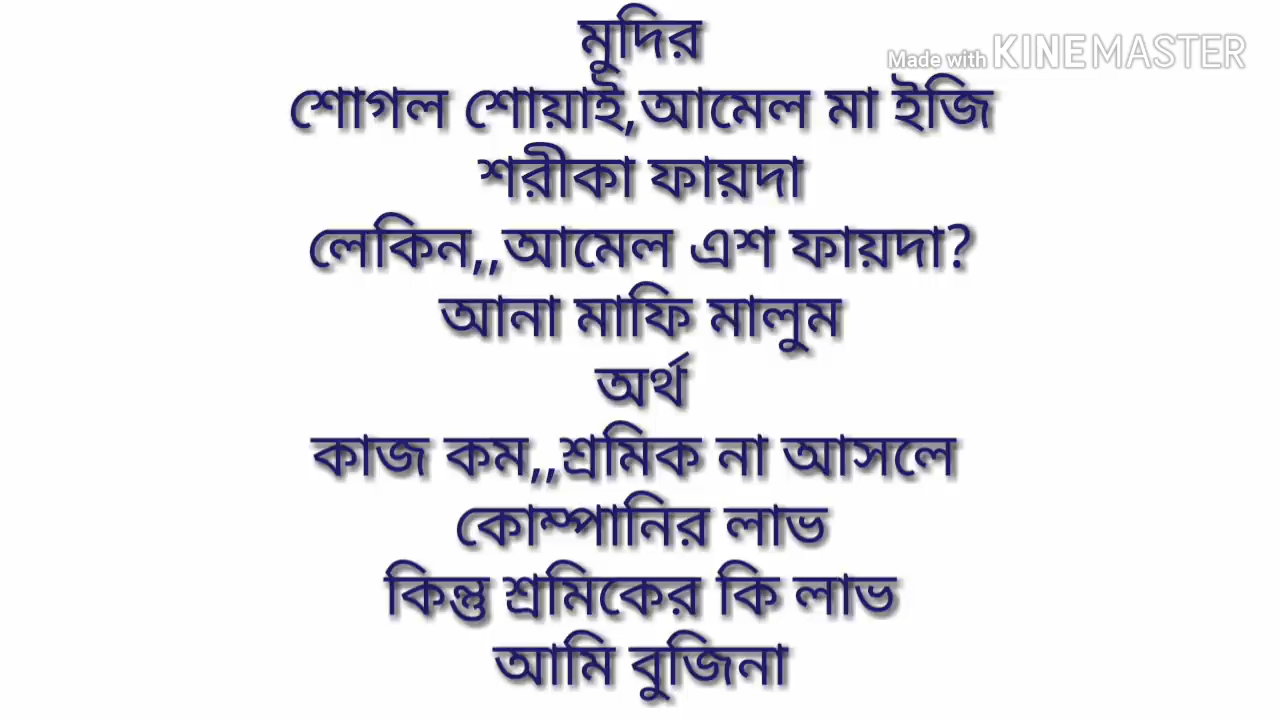 মুদির
Made with KINEMASTER
শোগল শোয়াই,আমেল মা ইজি
শরীকা ফায়দা
লেকিন,,আমেল এশ ফায়দা?
আনা মাফি মালুম
অর্থ
কাজ কম,,শ্রমিক না আসলে
কোম্পানির লাভ
কিন্তু শ্রমিকের কি লাভ
আমি বুজিনা